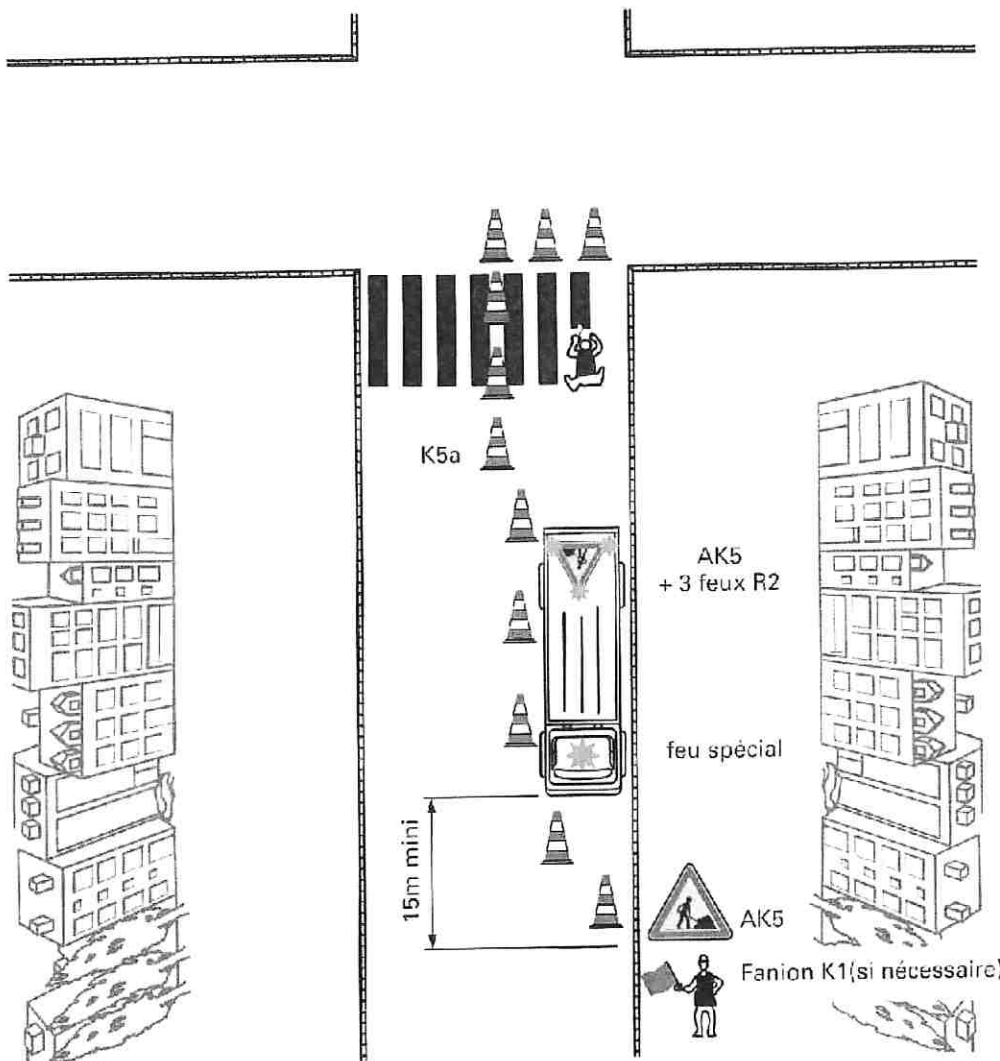 K5a
AK5
+ 3 feux R2
feu spécial
15m mini
AK5
Fanion K1(si nécessaire)